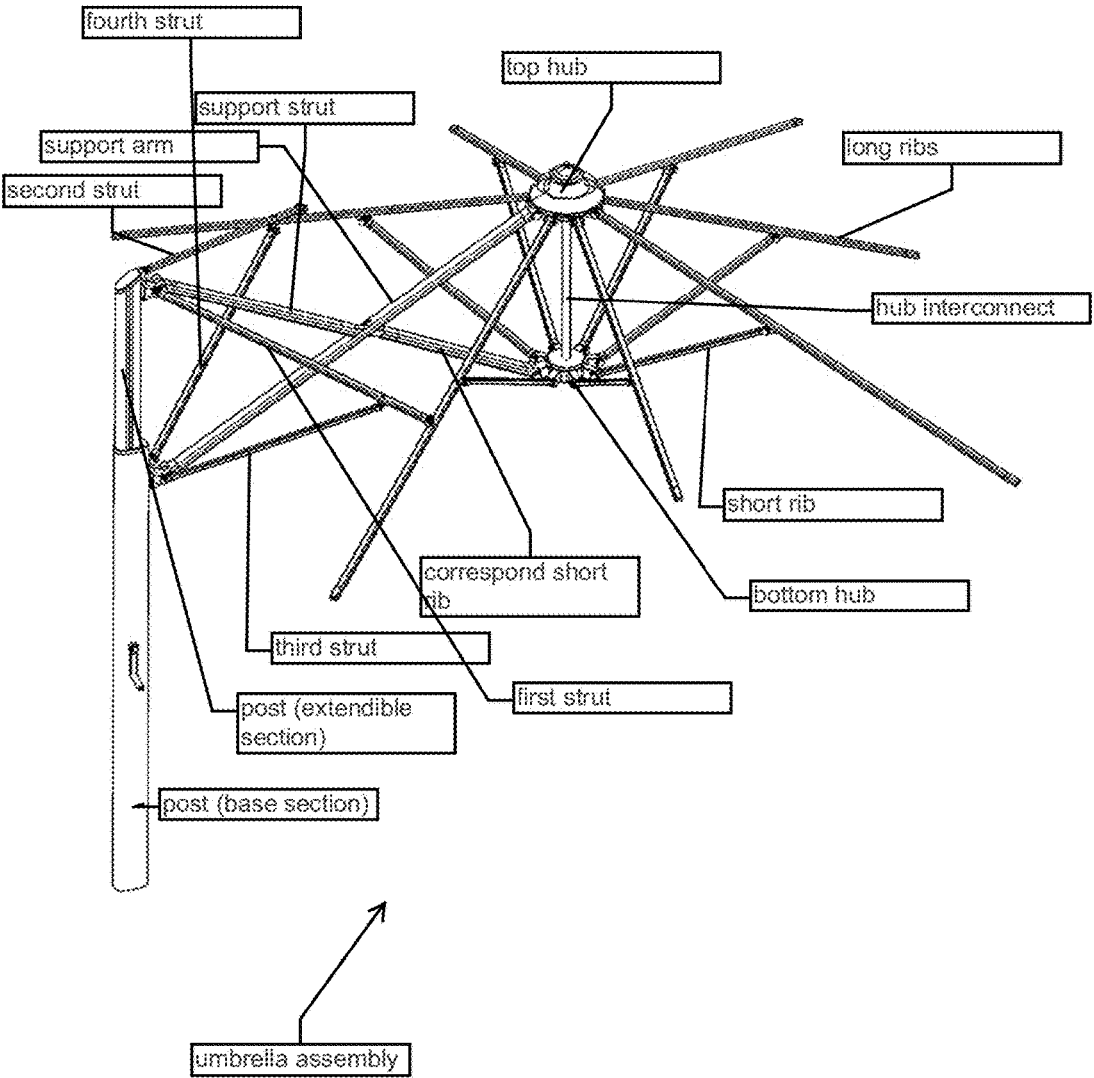 fourth strut
top hub
support strut
support arm
long ribs
second strut
hub interconnect
short rib
correspond short
rib
bottom hub
third strut
first strut
post (extendible
section)
post (base section)
umbrella assembly